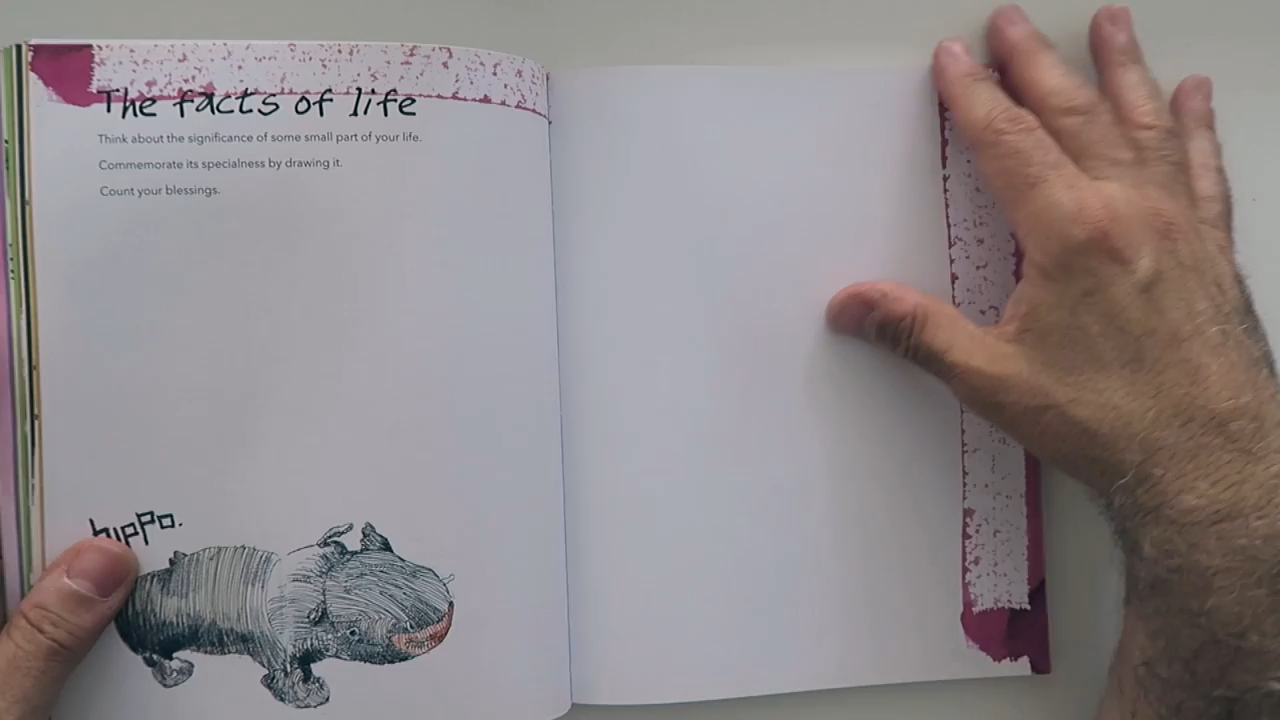 The facts of life
Think about the significance of some small part of your life.
Commemorate its specialness by drawing it.
Count your blessings.
hippo.